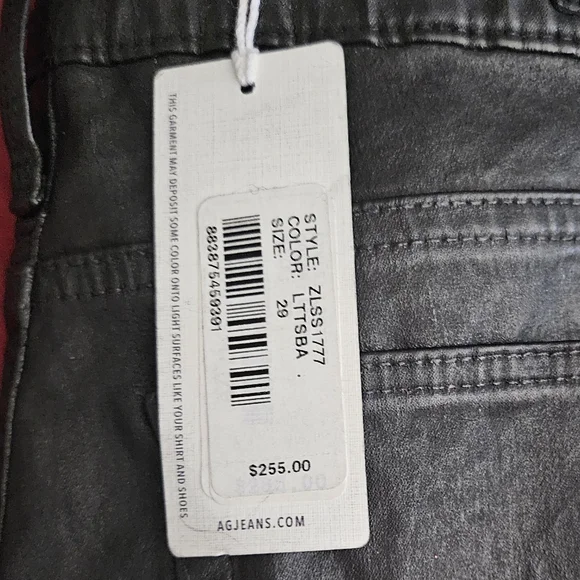 THIS GARMENT MAY DEPOSIT SOME COLOR ONTO LIGHT SURFACES LIKE YOUR SHIRT AND SHOES
STYLE: ZLSS1777
COLOR: LTTSBA .
SIZE: 29
883875459391
$255.00
AGJEANS.COM